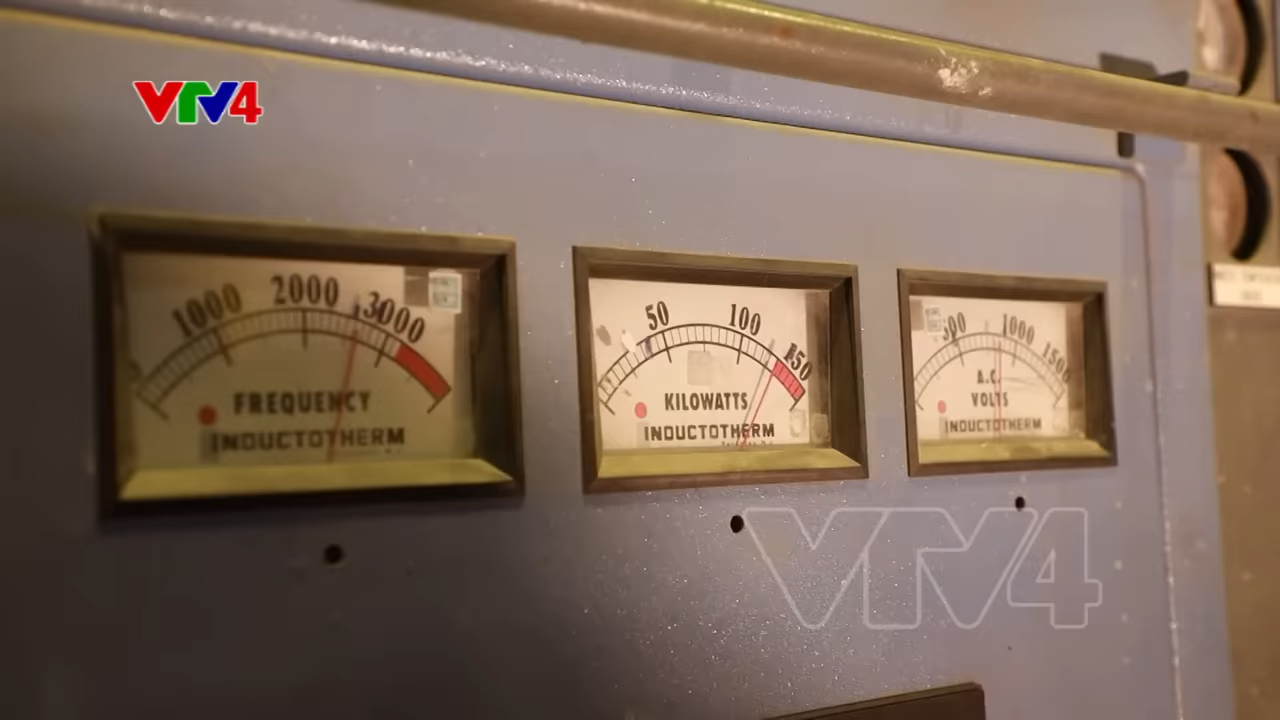 VTV4
1000 2000 3000
FREQUENCY
INDUCTOTHERM
50 100 150
KILOWATTS
INDUCTOTHERM
500 1000 1500
A.C.
VOLTS
INDUCTOTHERM
VTV4